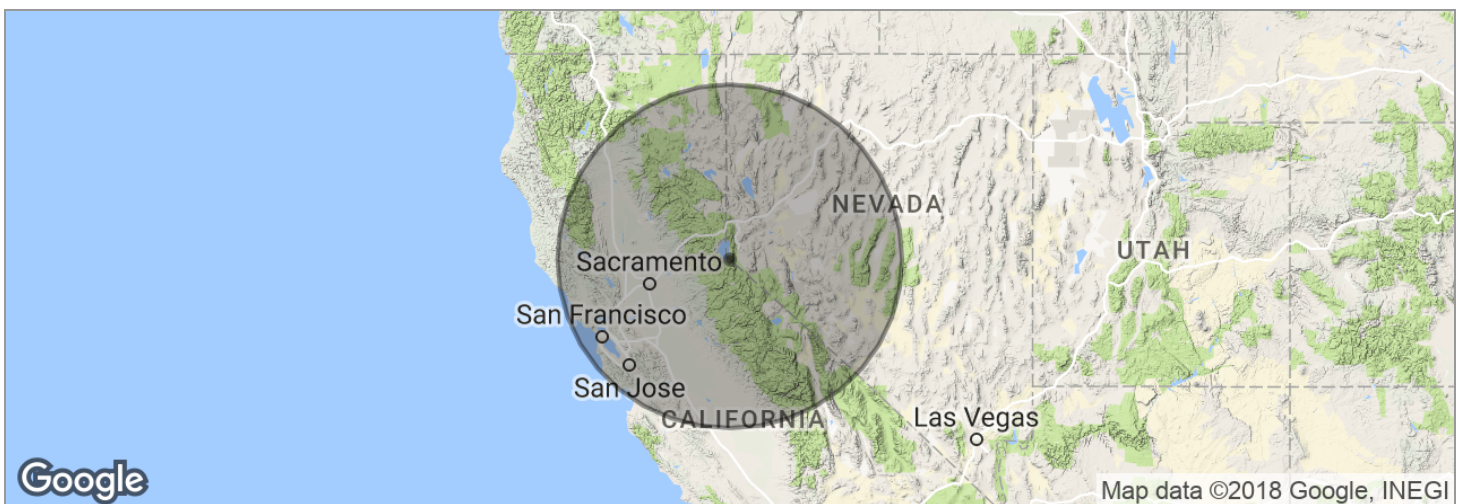 NEVADA
UTAH
Sacramento
San Francisco
San Jose
CALIFORNIA
Las Vegas
Google
Map data ©2018 Google, INEGI